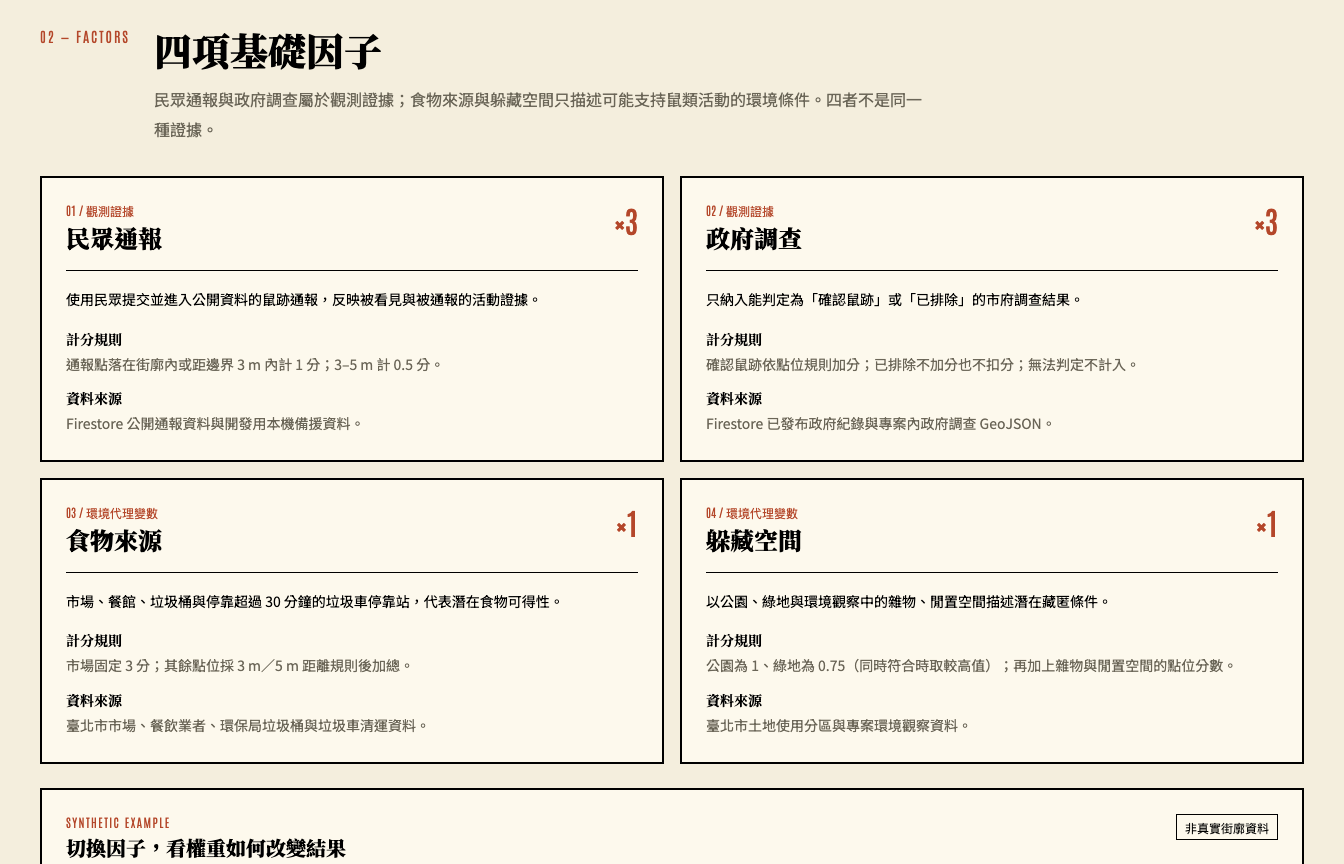 02 — FACTORS
四項基礎因子
民眾通報與政府調查屬於觀測證據；食物來源與躲藏空間只描述可能支持鼠類活動的環境條件。四者不是同一
種證據。
01 / 觀測證據
×3
民眾通報
使用民眾提交並進入公開資料的鼠跡通報，反映被看見與被通報的活動證據。
計分規則
通報點落在街廓內或距邊界 3 m 內計 1 分；3–5 m 計 0.5 分。
資料來源
Firestore 公開通報資料與開發用本機備援資料。
02 / 觀測證據
×3
政府調查
只納入能判定為「確認鼠跡」或「已排除」的市府調查結果。
計分規則
確認鼠跡依點位規則加分；已排除不加分也不扣分；無法判定不計入。
資料來源
Firestore 已發布政府紀錄與專案內政府調查 GeoJSON。
03 / 環境代理變數
×1
食物來源
市場、餐館、垃圾桶與停靠超過 30 分鐘的垃圾車停靠站，代表潛在食物可得性。
計分規則
市場固定 3 分；其餘點位採 3 m／5 m 距離規則後加總。
資料來源
臺北市市場、餐飲業者、環保局垃圾桶與垃圾車清運資料。
04 / 環境代理變數
×1
躲藏空間
以公園、綠地與環境觀察中的雜物、閒置空間描述潛在藏匿條件。
計分規則
公園為 1、綠地為 0.75（同時符合時取較高值）；再加上雜物與閒置空間的點位分數。
資料來源
臺北市土地使用分區與專案環境觀察資料。
SYNTHETIC EXAMPLE
非真實街廓資料
切換因子，看權重如何改變結果